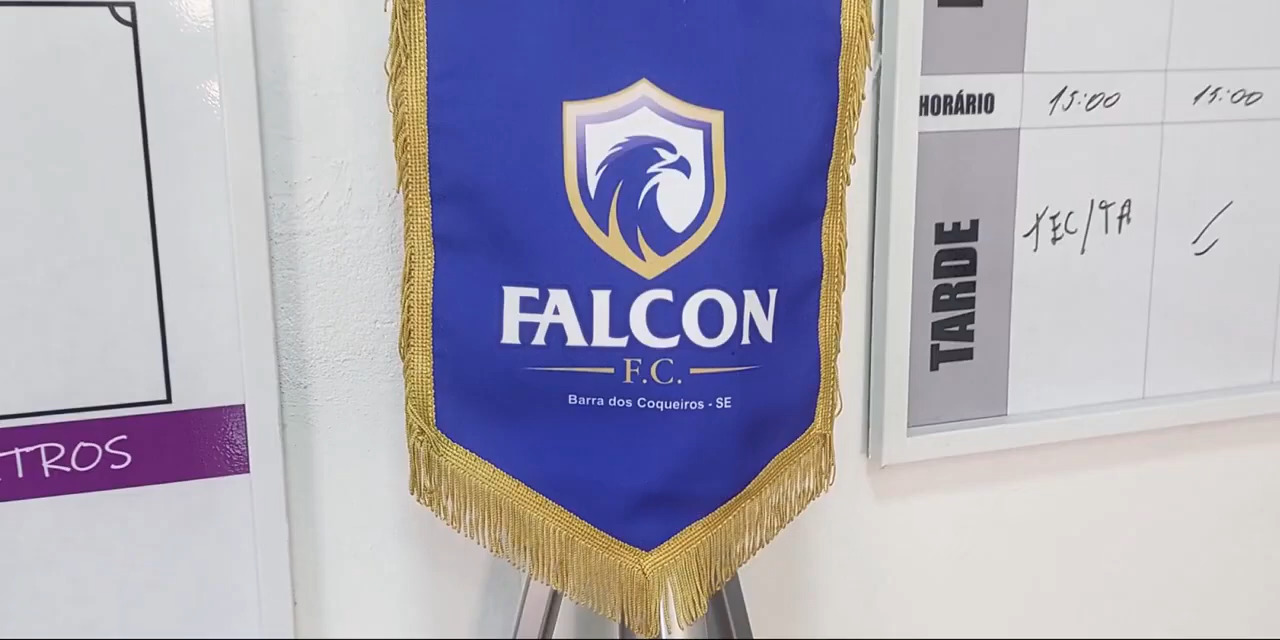 FALCON
F.C.
Barra dos Coqueiros - SE
TROS
HORÁRIO 15:00 15:00
TARDE
TEC/TA